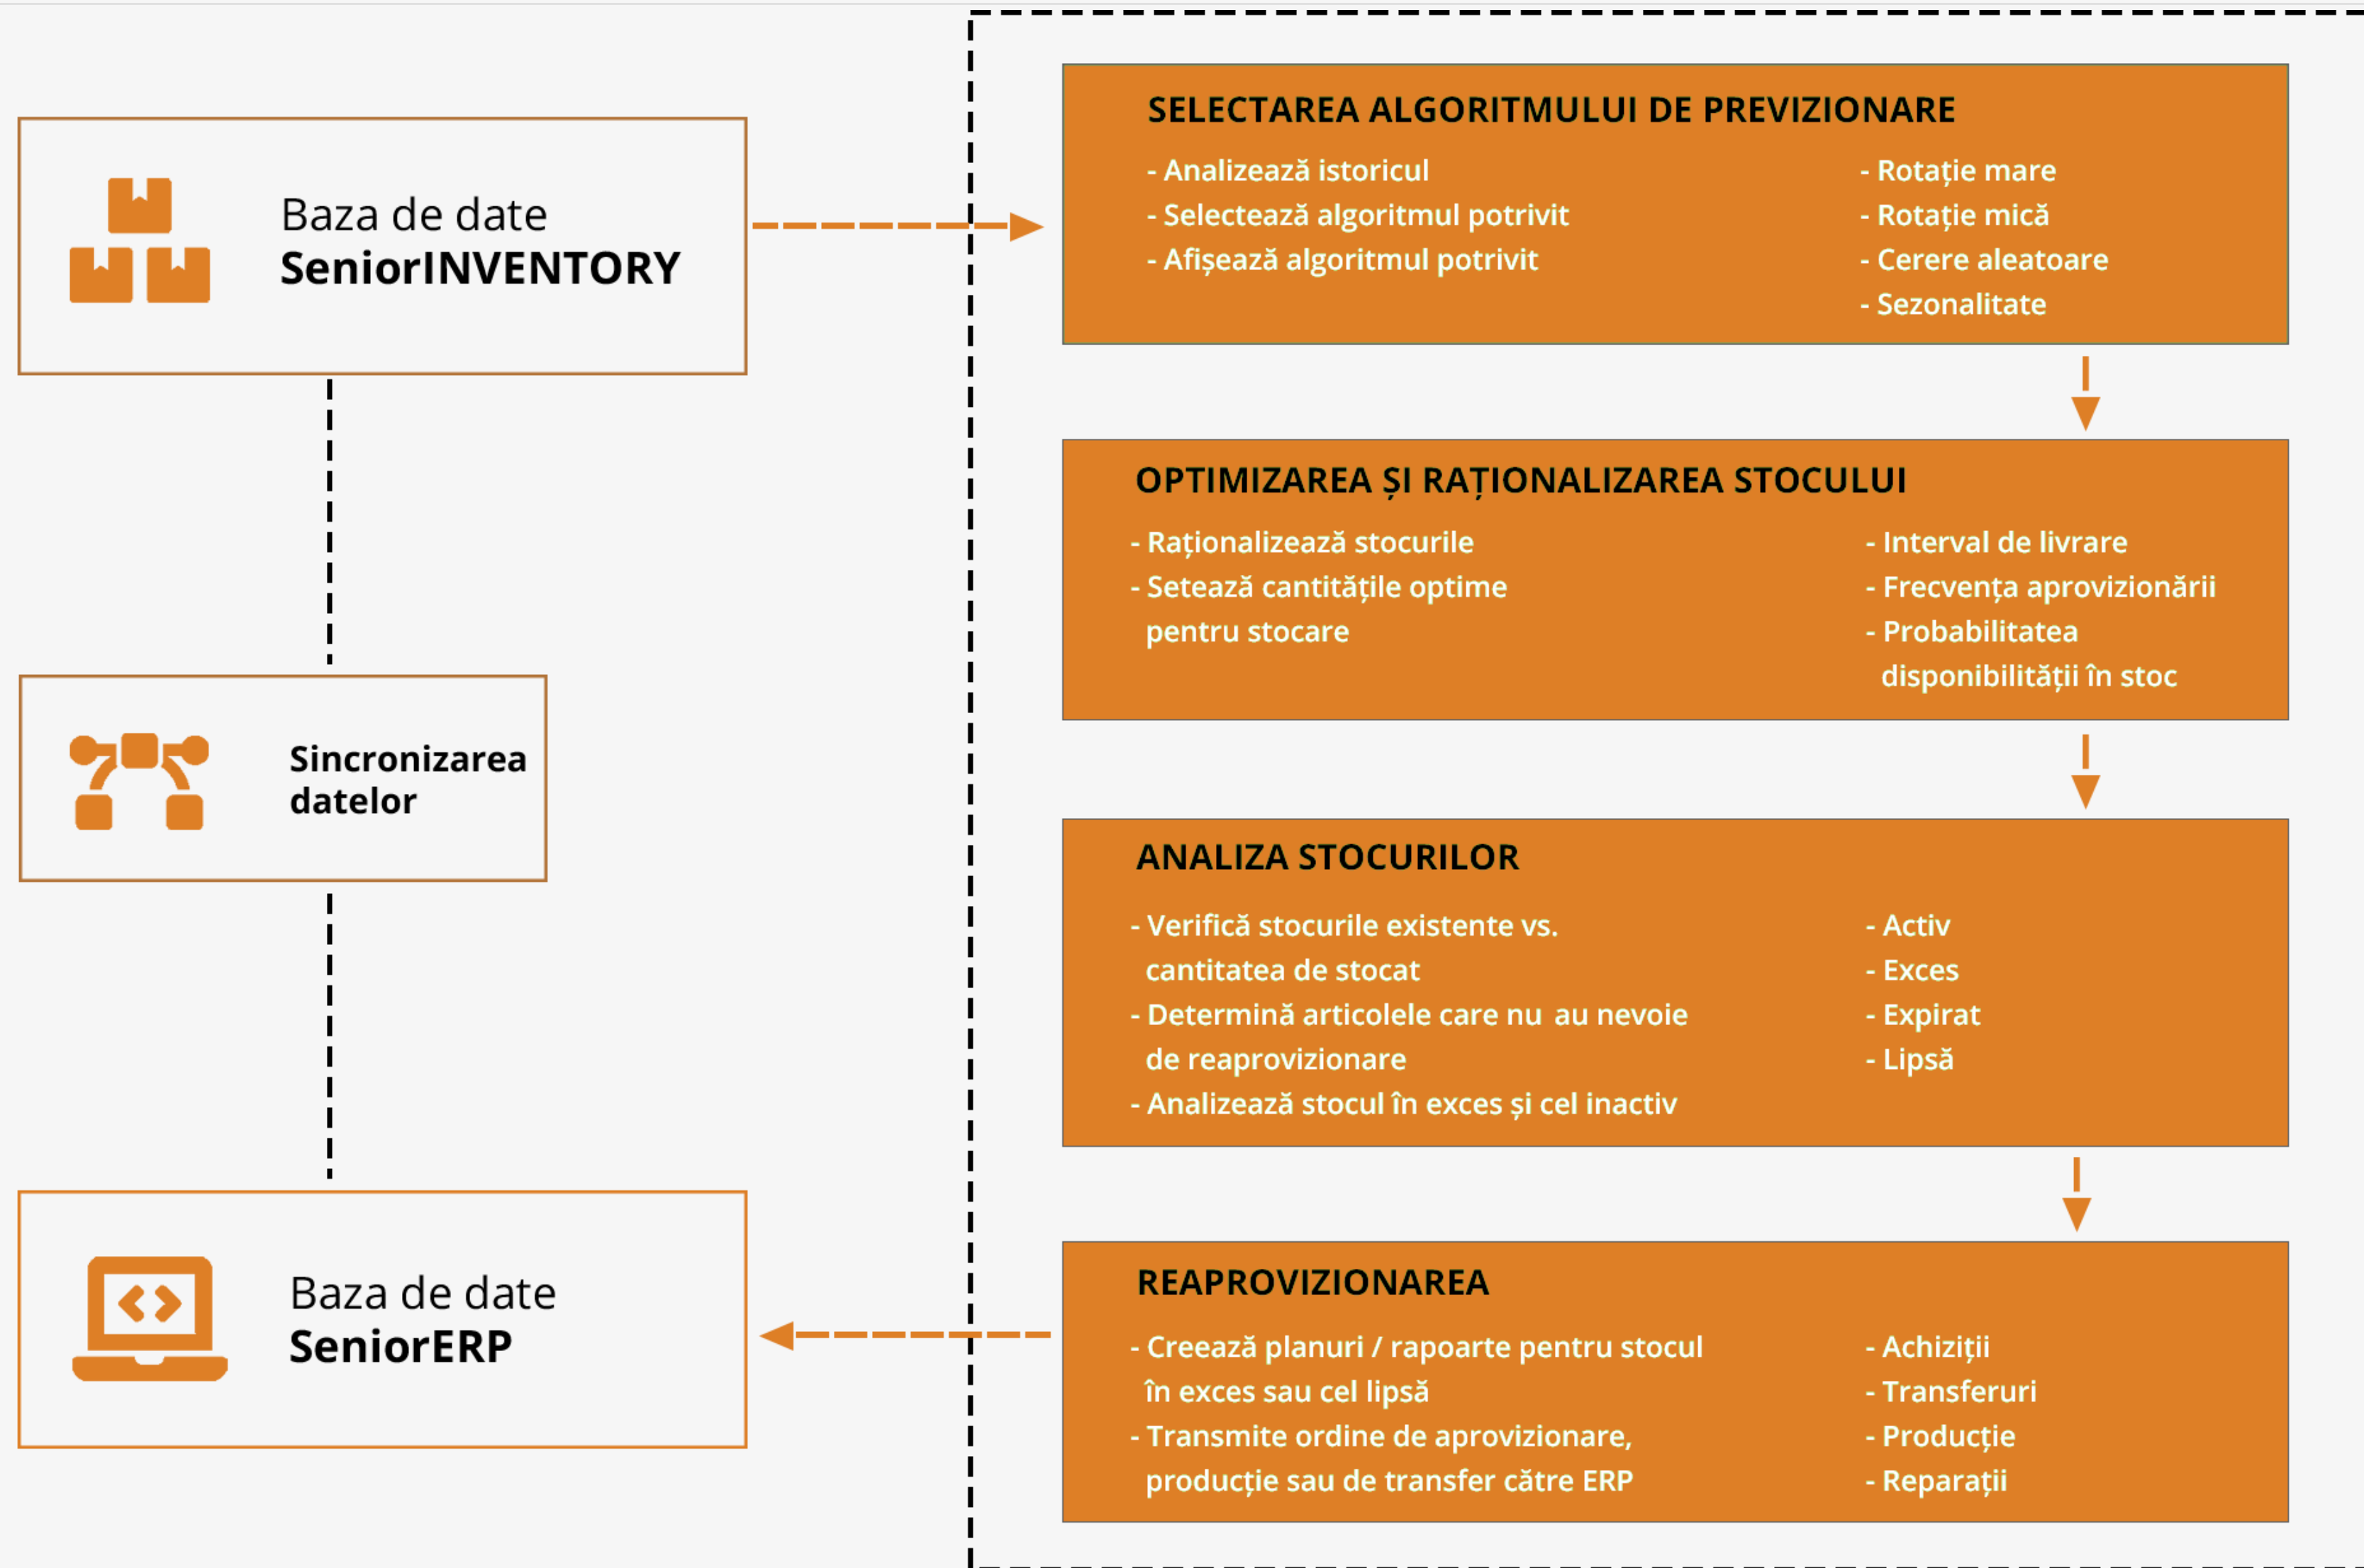 Baza de date
SeniorINVENTORY
Sincronizarea
datelor
Baza de date
SeniorERP
SELECTAREA ALGORITMULUI DE PREVIZIONARE
- Analizează istoricul
- Selectează algoritmul potrivit
- Afișează algoritmul potrivit
- Rotație mare
- Rotație mică
- Cerere aleatoare
- Sezonalitate
OPTIMIZAREA ȘI RAȚIONALIZAREA STOCULUI
- Raționalizează stocurile
- Setează cantitățile optime
pentru stocare
- Interval de livrare
- Frecvența aprovizionării
- Probabilitatea
disponibilității în stoc
ANALIZA STOCURILOR
- Verifică stocurile existente vs.
cantitatea de stocat
- Determină articolele care nu au nevoie
de reaprovizionare
- Analizează stocul în exces și cel inactiv
- Activ
- Exces
- Expirat
- Lipsă
REAPROVIZIONAREA
- Creează planuri / rapoarte pentru stocul
în exces sau cel lipsă
- Transmite ordine de aprovizionare,
producție sau de transfer către ERP
- Achiziții
- Transferuri
- Producție
- Reparații